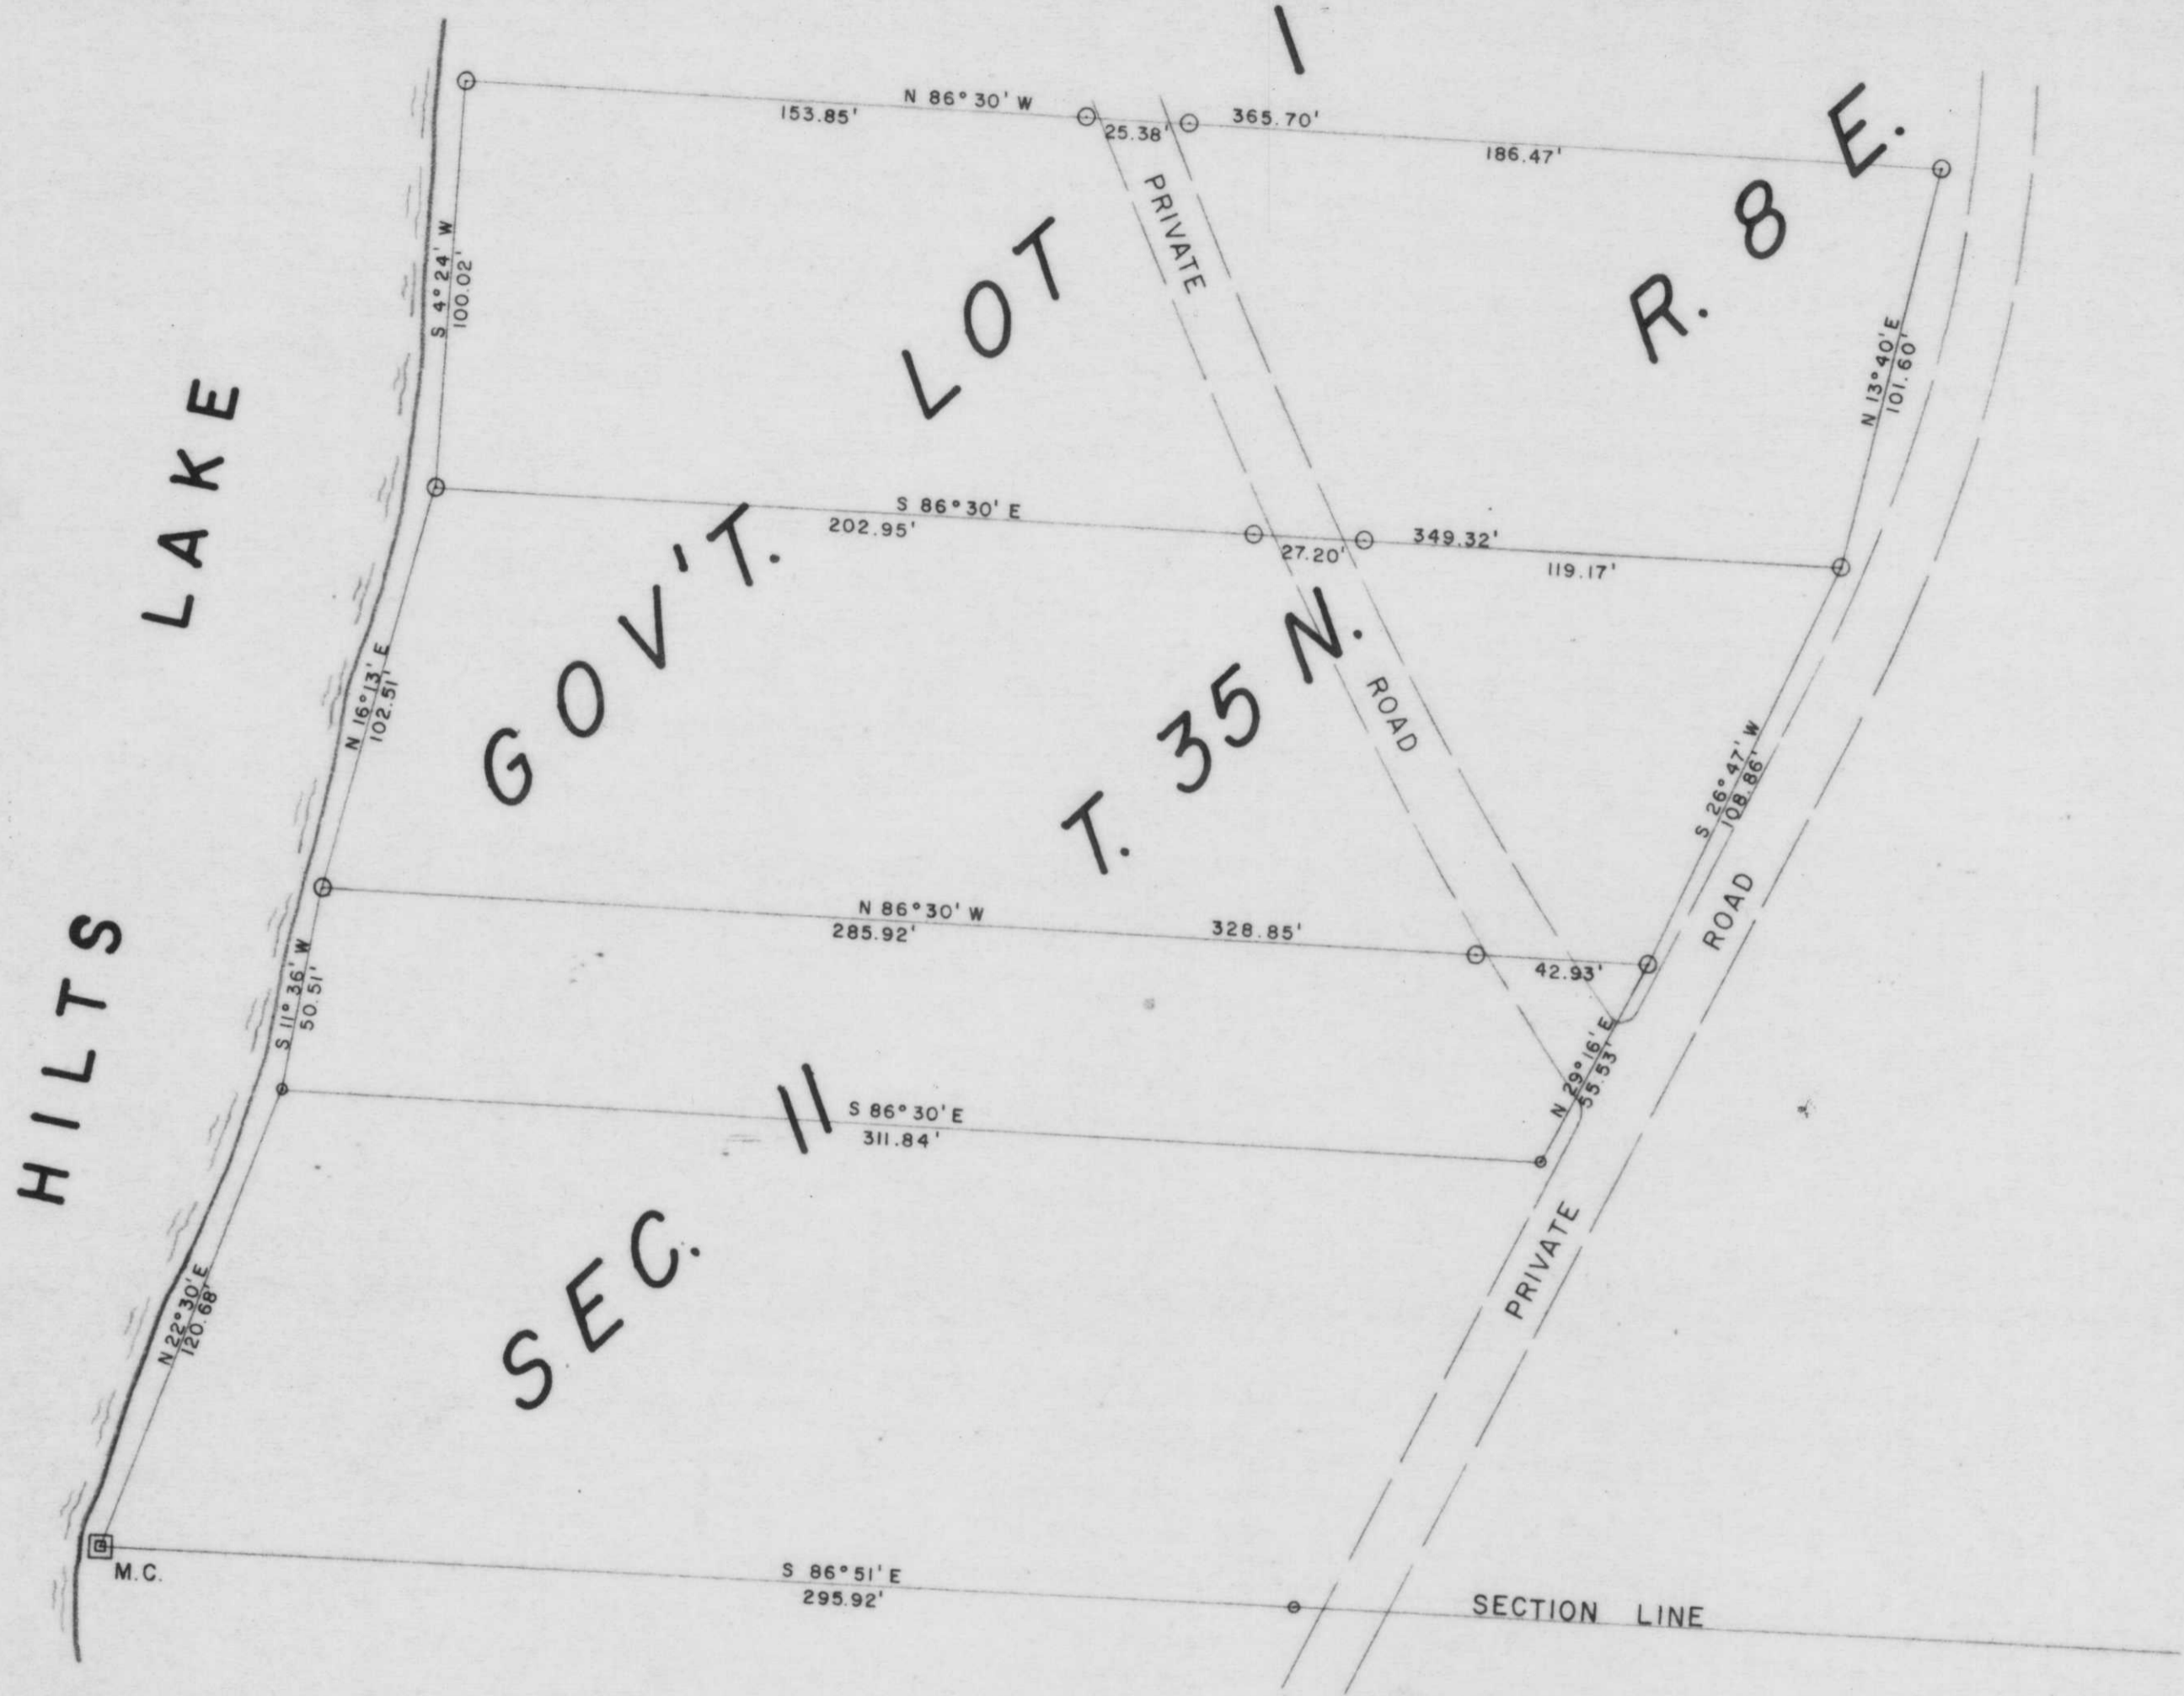 1
N 86° 30' W
153.85'
25.38'
365.70'
186.47'
R. 8 E.
PRIVATE
S 4° 24' W
100.02'
GOV'T. LOT
N 13° 40' E
101.60'
LAKE
S 86° 30' E
202.95'
27.20'
349.32'
119.17'
T. 35 N.
ROAD
N 16° 13' E
102.51'
S 26° 47' W
108.86'
ROAD
N 86° 30' W
285.92'
328.85'
42.93'
HILTS
S 11° 36' W
50.51'
N 29° 16' E
55.53'
SEC. 11
S 86° 30' E
311.84'
PRIVATE
N 22° 30' E
120.68'
M.C.
S 86° 51' E
295.92'
SECTION LINE